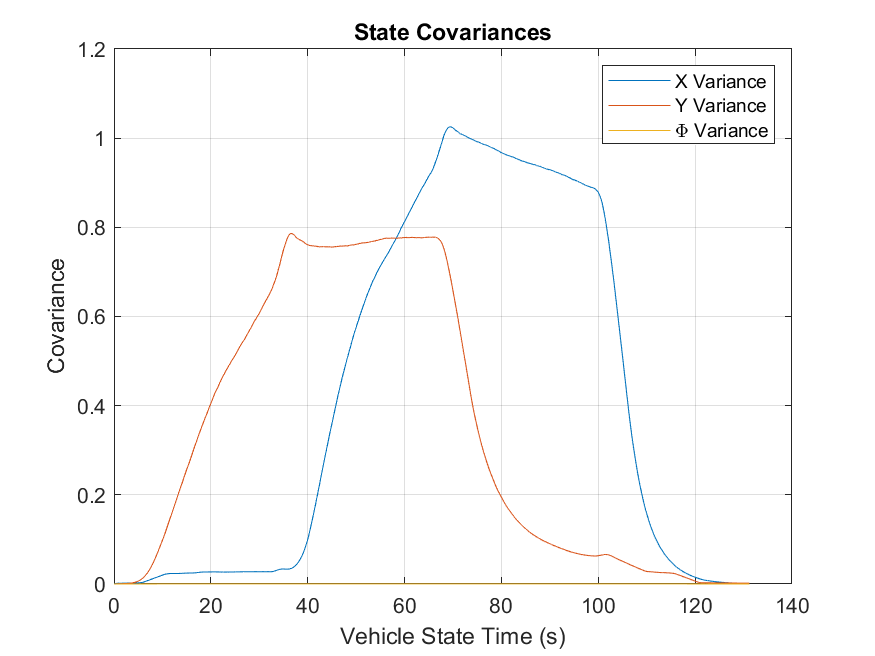 State Covariances
1.2
1
0.8
0.6
0.4
0.2
0
Covariance
X Variance
Y Variance
Φ Variance
0 20 40 60 80 100 120 140
Vehicle State Time (s)